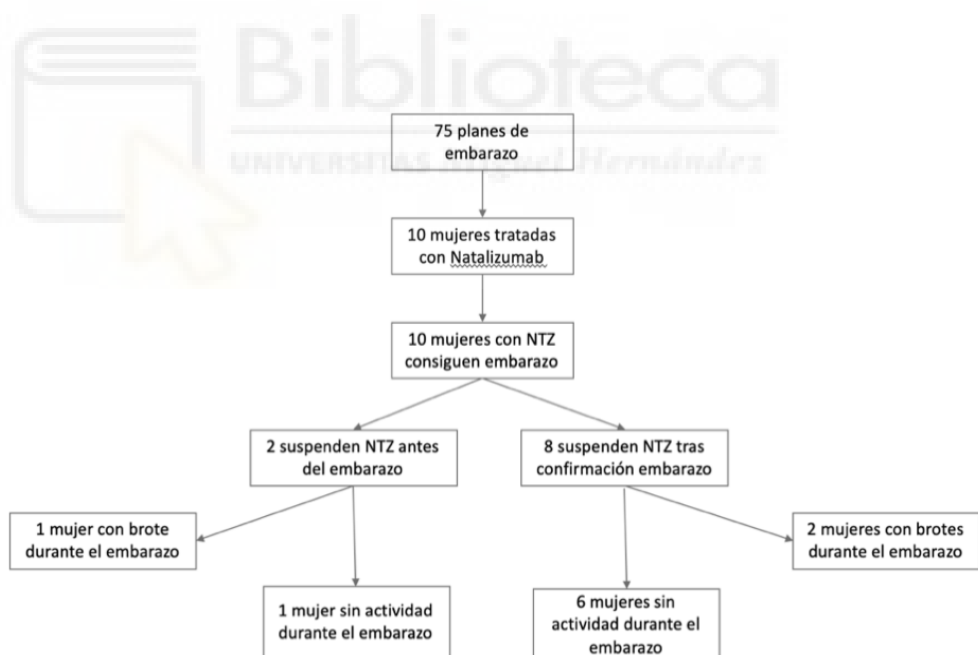 Biblioteca
UNIVERSITAS Miguel Hernández
75 planes de
embarazo
10 mujeres tratadas
con Natalizumab
10 mujeres con NTZ
consiguen embarazo
2 suspenden NTZ antes
del embarazo
8 suspenden NTZ tras
confirmación embarazo
1 mujer con brote
durante el embarazo
2 mujeres con brotes
durante el embarazo
1 mujer sin actividad
durante el embarazo
6 mujeres sin
actividad durante el
embarazo